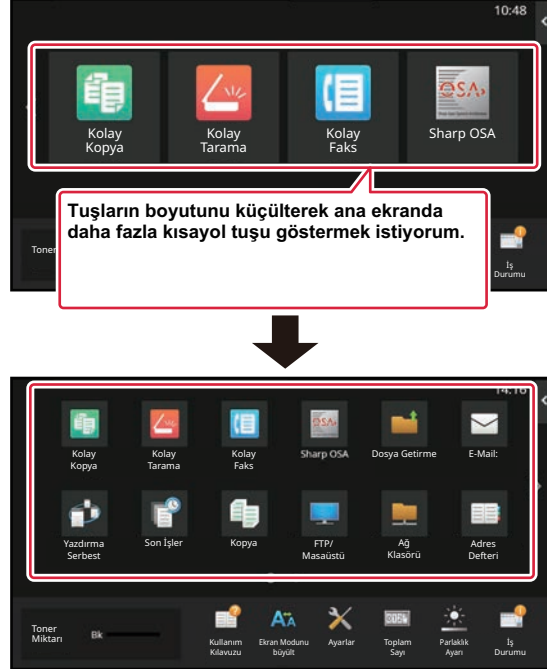 10:48
Kolay
Kopya
Kolay
Tarama
Kolay
Faks
Sharp OSA
Tuşların boyutunu küçülterek ana ekranda
daha fazla kısayol tuşu göstermek istiyorum.
Toner
İş
Durumu
Kolay
Kopya
Kolay
Tarama
Kolay
Faks
Sharp OSA
Dosya Getirme
E-Mail:
Yazdırma
Serbest
Son İşler
Kopya
FTP/
Masaüstü
Ağ
Klasörü
Adres
Defteri
Toner
Miktarı
Bk
Kullanım
Kılavuzu
Ekran Modunu
büyült
Ayarlar
Toplam
Sayı
Parlaklık
Ayarı
İş
Durumu